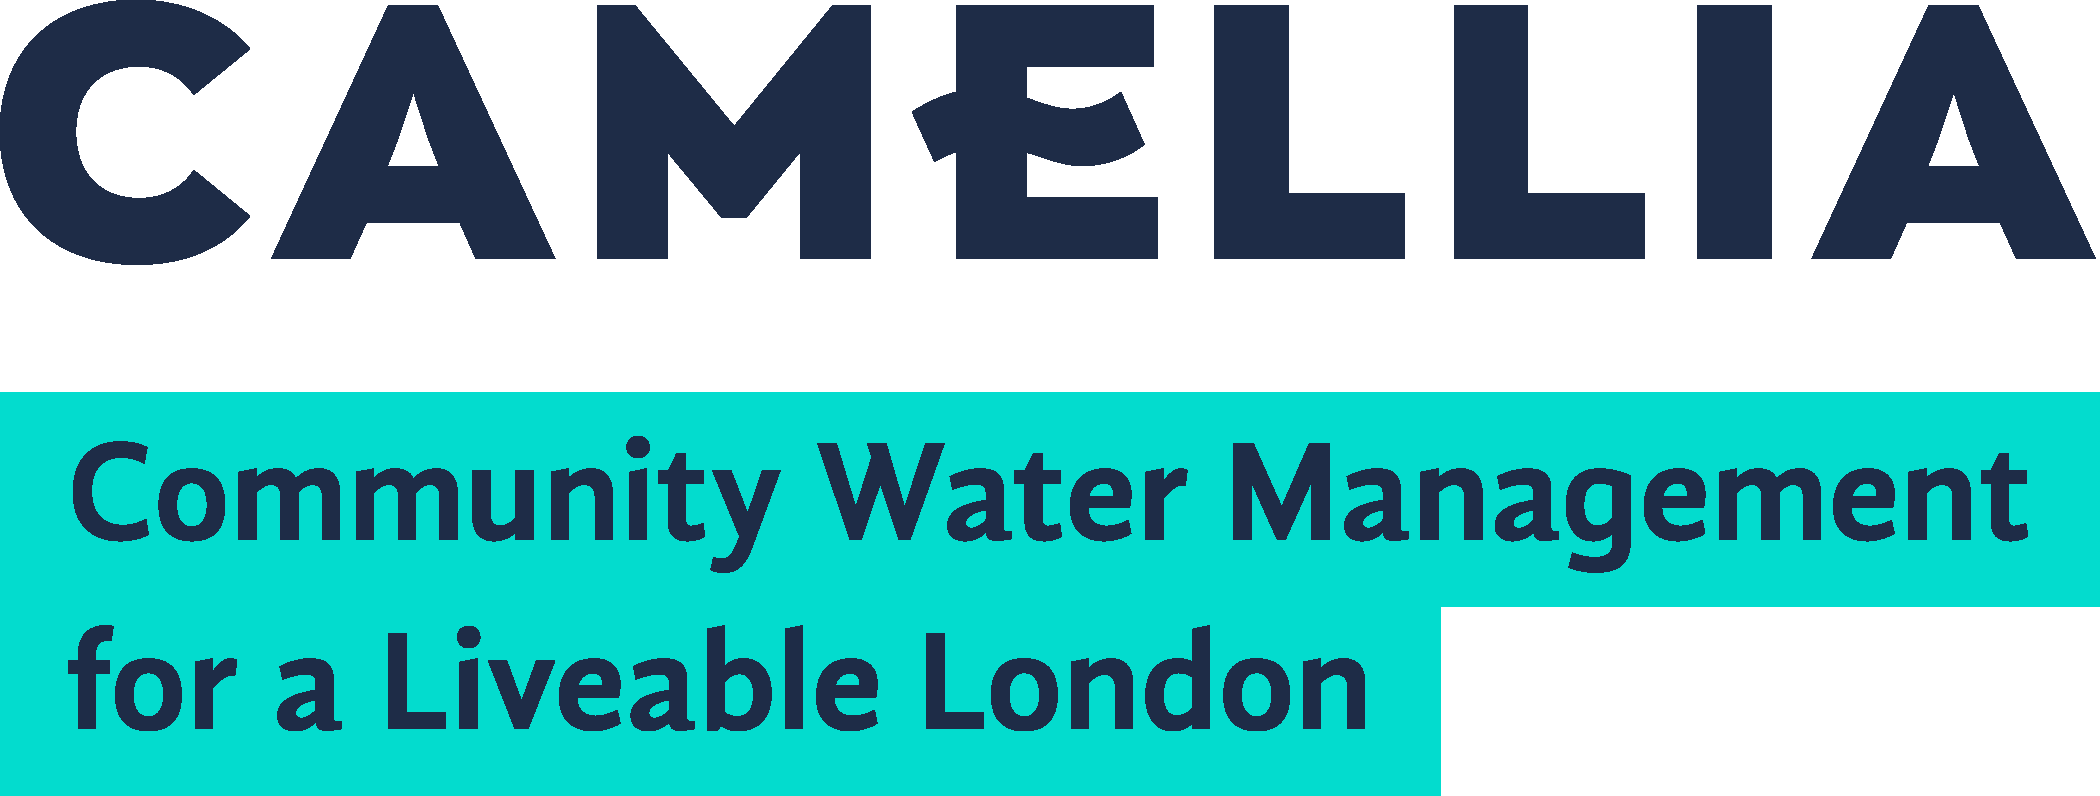 CAMELLIA
Community Water Management
for a Liveable London